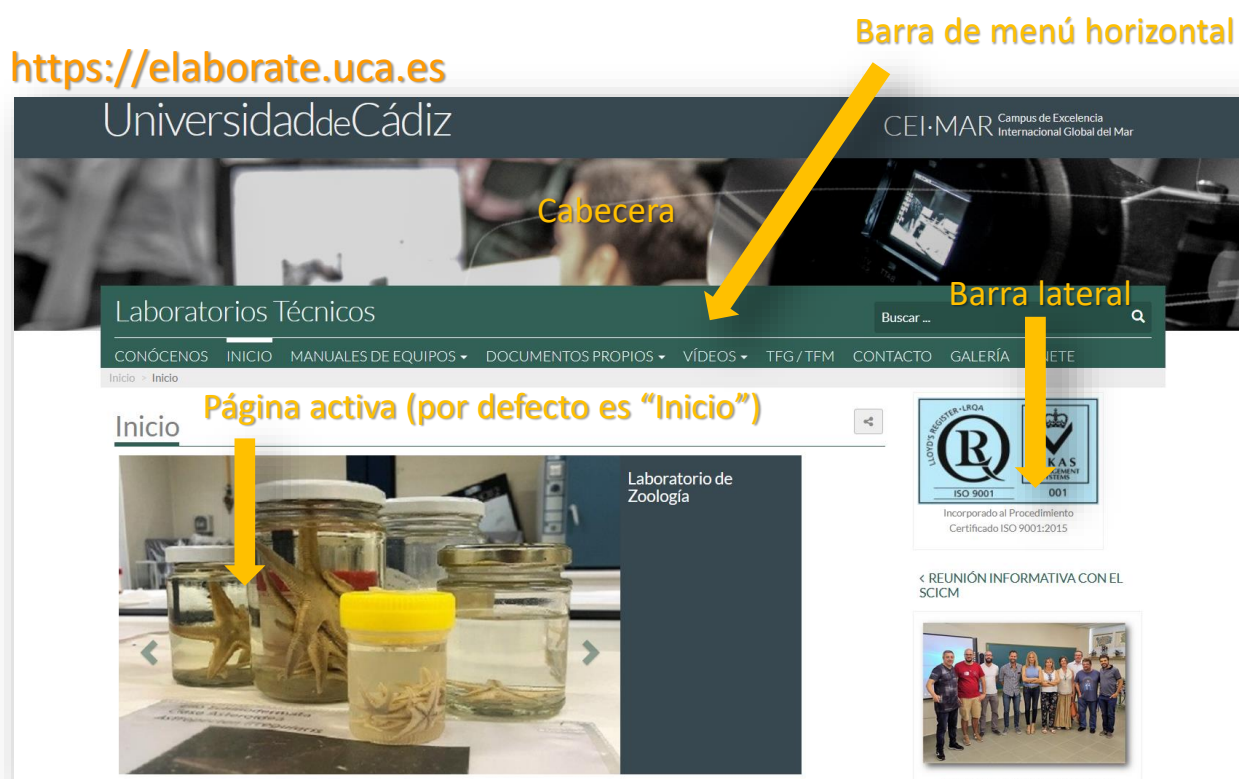 Barra de menú horizontal
https://elaborate.uca.es
UniversidaddeCádiz
CEI·MAR Campus de Excelencia
Internacional Global del Mar
Cabecera
Barra lateral
Laboratorios Técnicos
Buscar ...
CONÓCENOS INICIO MANUALES DE EQUIPOS DOCUMENTOS PROPIOS VÍDEOS TFG / TFM CONTACTO GALERÍA
Inicio > Inicio
Página activa (por defecto es “Inicio”)
Inicio
LLOYD'S REGISTER·LRQA
R
ISO 9001
001
Incorporado al Procedimiento
Certificado ISO 9001:2015
Laboratorio de
Zoología
< REUNIÓN INFORMATIVA CON EL
SCICM